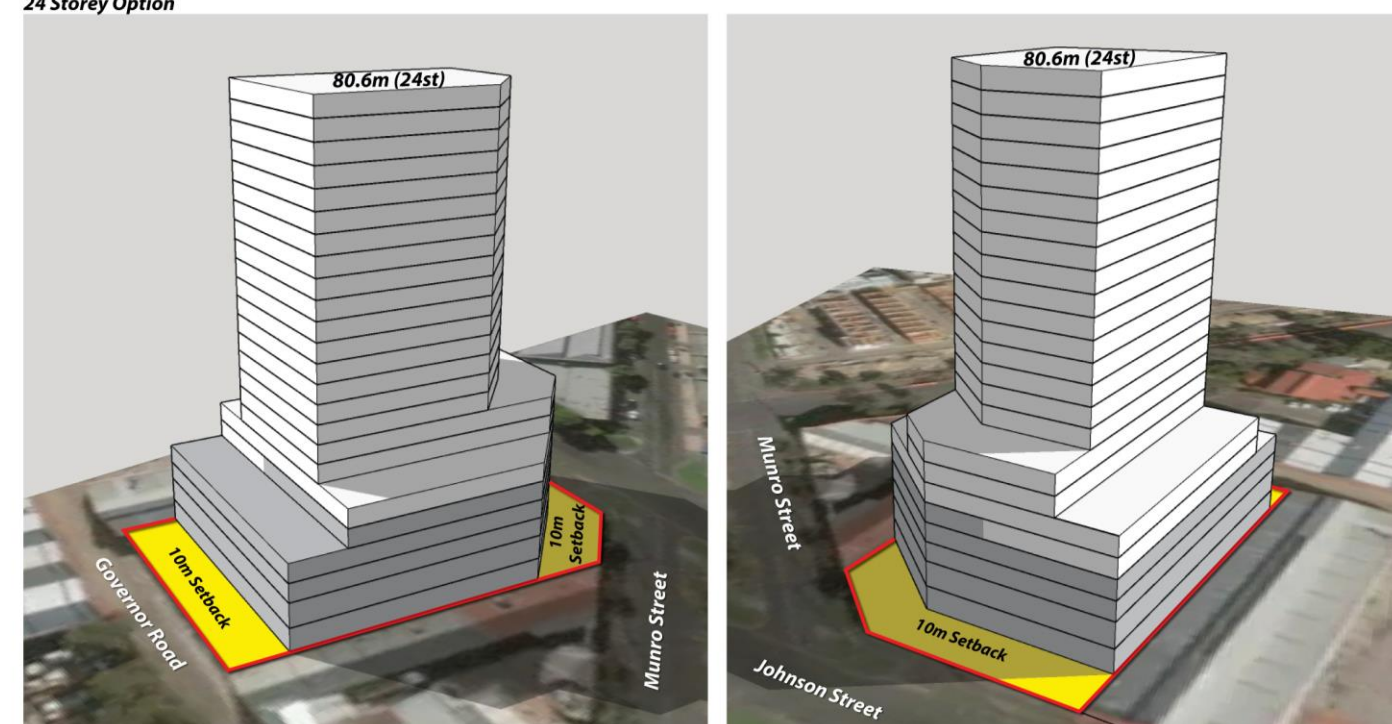 24 Storey Option
80.6m (24st)
10m Setback
10m
Setback
Governor Road
Munro Street
80.6m (24st)
Munro Street
10m Setback
Johnson Street